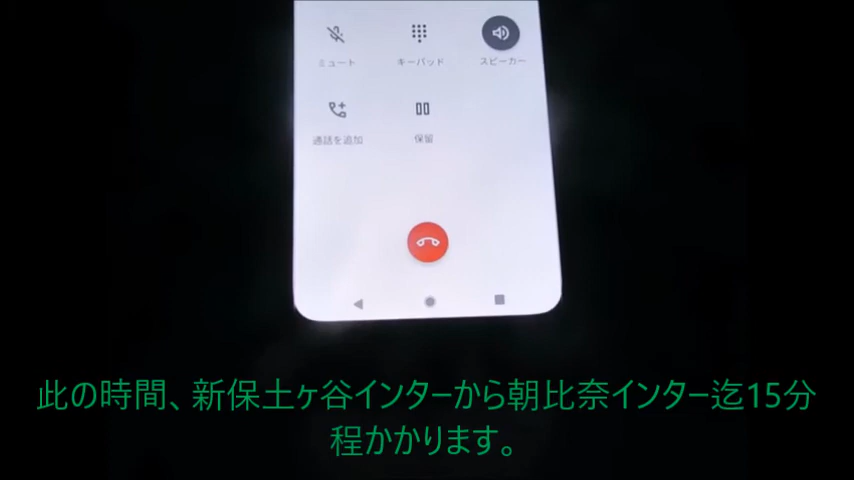 ミュート キーパッド スピーカー
通話を追加 保留
此の時間、新保土ヶ谷インターから朝比奈インター迄15分
程かかります。